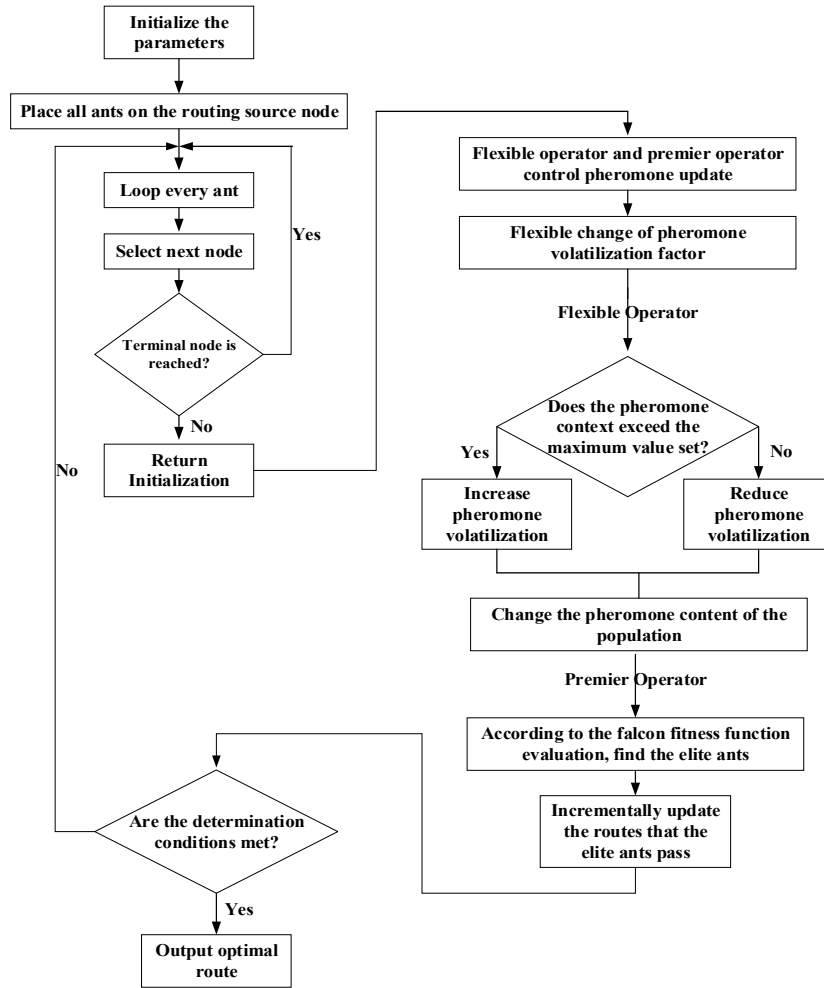 Initialize the
parameters
Place all ants on the routing source node
Loop every ant
Select next node
Yes
Terminal node is
reached?
No
Return
Initialization
No
Flexible operator and premier operator
control pheromone update
Flexible change of pheromone
volatilization factor
Flexible Operator
Does the pheromone
context exceed the
maximum value set?
Yes
No
Increase
pheromone
volatilization
Reduce
pheromone
volatilization
Change the pheromone content of the
population
Premier Operator
According to the falcon fitness function
evaluation, find the elite ants
Incrementally update
the routes that the
elite ants pass
Are the determination
conditions met?
Yes
Output optimal
route